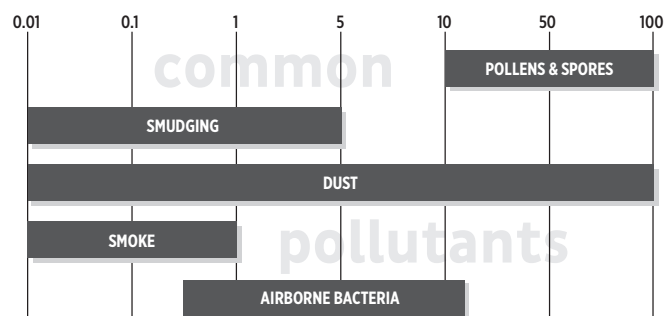 0.01 0.1 1 5 10 50 100
common
POLLENS & SPORES
SMUDGING
DUST
SMOKE
pollutants
AIRBORNE BACTERIA